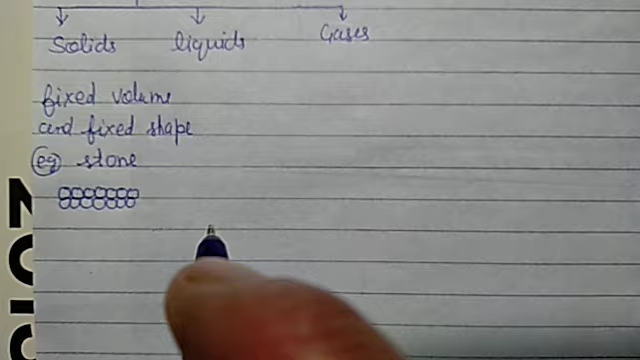 Solids liquids Gases
fixed volume
and fixed shape
eg stone